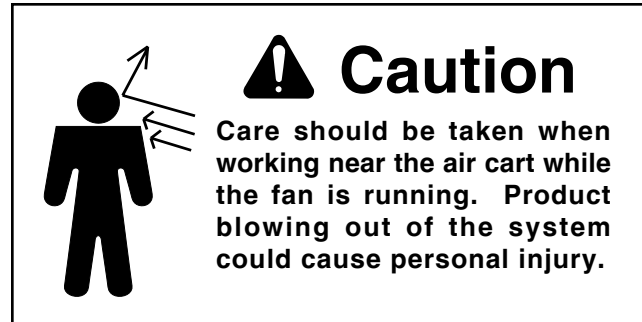 Caution
Care should be taken when
working near the air cart while
the fan is running. Product
blowing out of the system
could cause personal injury.